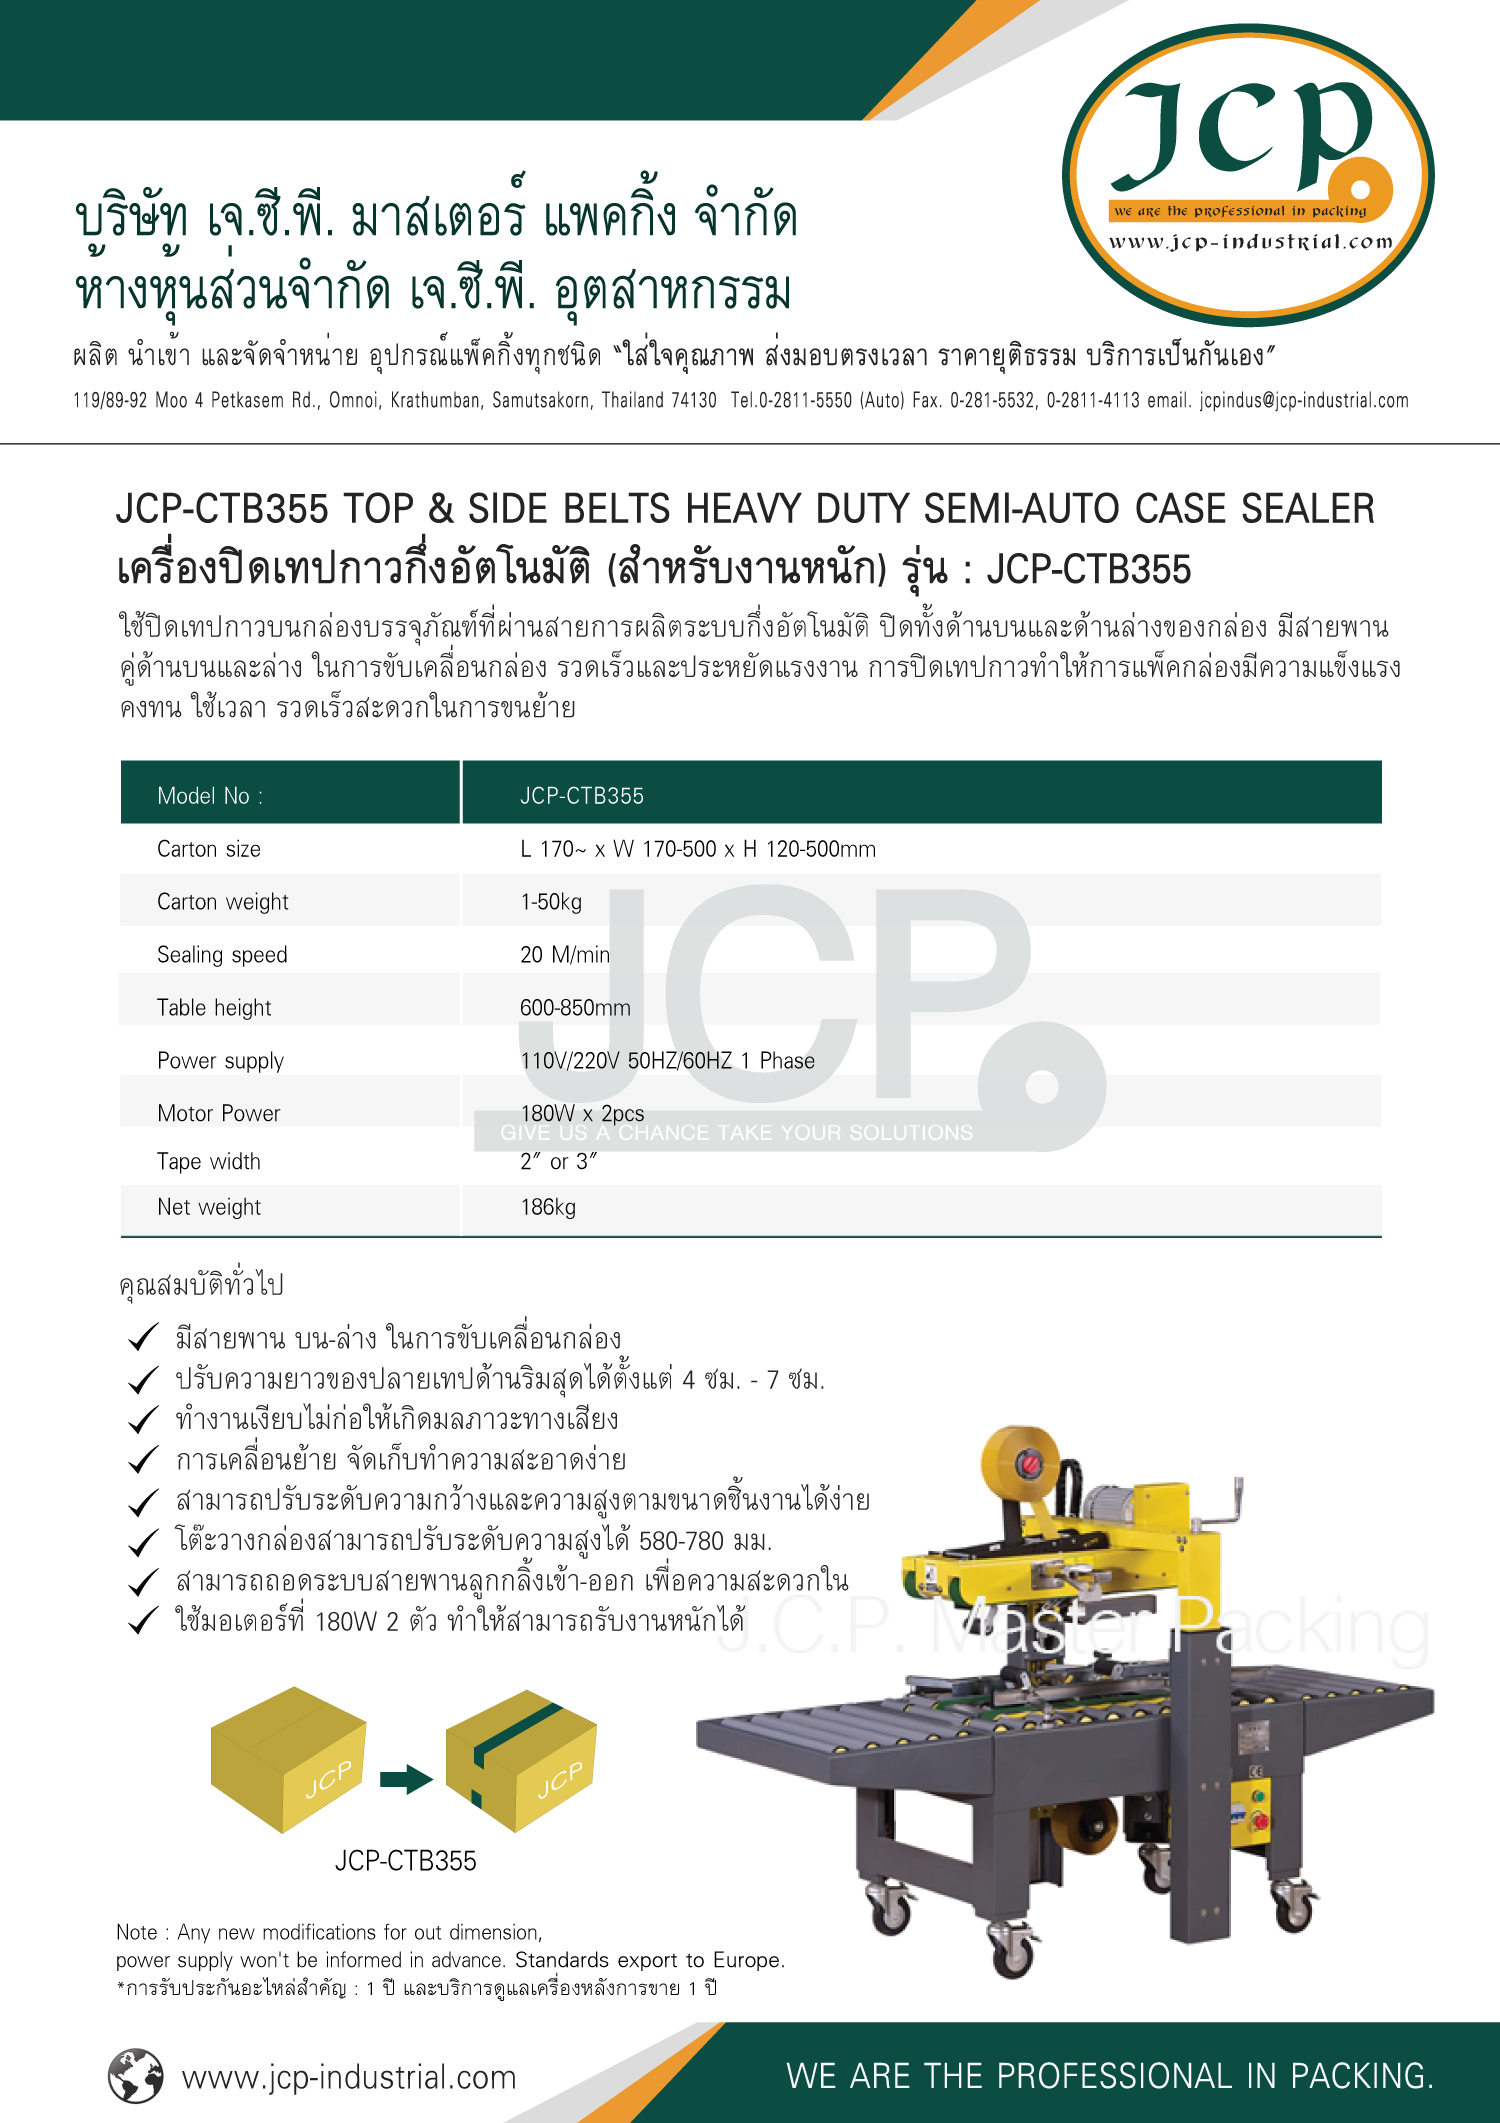 JCP
we are the professional in packing
www.jcp-industrial.com
บริษัท เจ.ซี.พี. มาสเตอร์ แพคกิ้ง จำกัด
ห้างหุ้นส่วนจำกัด เจ.ซี.พี. อุตสาหกรรม
ผลิต นำเข้า และจัดจำหน่าย อุปกรณ์แพ็คกิ้งทุกชนิด “ใส่ใจคุณภาพ ส่งมอบตรงเวลา ราคายุติธรรม บริการเป็นกันเอง”
119/89-92 Moo 4 Petkasem Rd., Omnoi, Krathumban, Samutsakorn, Thailand 74130 Tel.0-2811-5550 (Auto) Fax. 0-281-5532, 0-2811-4113 email. jcpindus@jcp-industrial.com
JCP-CTB355 TOP & SIDE BELTS HEAVY DUTY SEMI-AUTO CASE SEALER
เครื่องปิดเทปกาวกึ่งอัตโนมัติ (สำหรับงานหนัก) รุ่น : JCP-CTB355
ใช้ปิดเทปกาวบนกล่องบรรจุภัณฑ์ที่ผ่านสายการผลิตระบบกึ่งอัตโนมัติ ปิดทั้งด้านบนและด้านล่างของกล่อง มีสายพาน
คู่ด้านบนและล่าง ในการขับเคลื่อนกล่อง รวดเร็วและประหยัดแรงงาน การปิดเทปกาวทำให้การแพ็คกล่องมีความแข็งแรง
คงทน ใช้เวลา รวดเร็วสะดวกในการขนย้าย
Model No : JCP-CTB355
Carton size L 170~ x W 170-500 x H 120-500mm
Carton weight 1-50kg
Sealing speed 20 M/min
Table height 600-850mm
Power supply 110V/220V 50HZ/60HZ 1 Phase
Motor Power 180W x 2pcs
Tape width 2″ or 3″
Net weight 186kg
JCP
GIVE US A CHANCE TAKE YOUR SOLUTIONS
คุณสมบัติทั่วไป
มีสายพาน บน-ล่าง ในการขับเคลื่อนกล่อง
ปรับความยาวของปลายเทปด้านริมสุดได้ตั้งแต่ 4 ซม. - 7 ซม.
ทำงานเงียบไม่ก่อให้เกิดมลภาวะทางเสียง
การเคลื่อนย้าย จัดเก็บทำความสะอาดง่าย
สามารถปรับระดับความกว้างและความสูงตามขนาดชิ้นงานได้ง่าย
โต๊ะวางกล่องสามารถปรับระดับความสูงได้ 580-780 มม.
สามารถถอดระบบสายพานลูกกลิ้งเข้า-ออก เพื่อความสะดวกใน
ใช้มอเตอร์ที่ 180W 2 ตัว ทำให้สามารถรับงานหนักได้
J.C.P. Master Packing
JCP
JCP
JCP-CTB355
Note : Any new modifications for out dimension,
power supply won't be informed in advance. Standards export to Europe.
*การรับประกันอะไหล่สำคัญ : 1 ปี และบริการดูแลเครื่องหลังการขาย 1 ปี
www.jcp-industrial.com
WE ARE THE PROFESSIONAL IN PACKING.